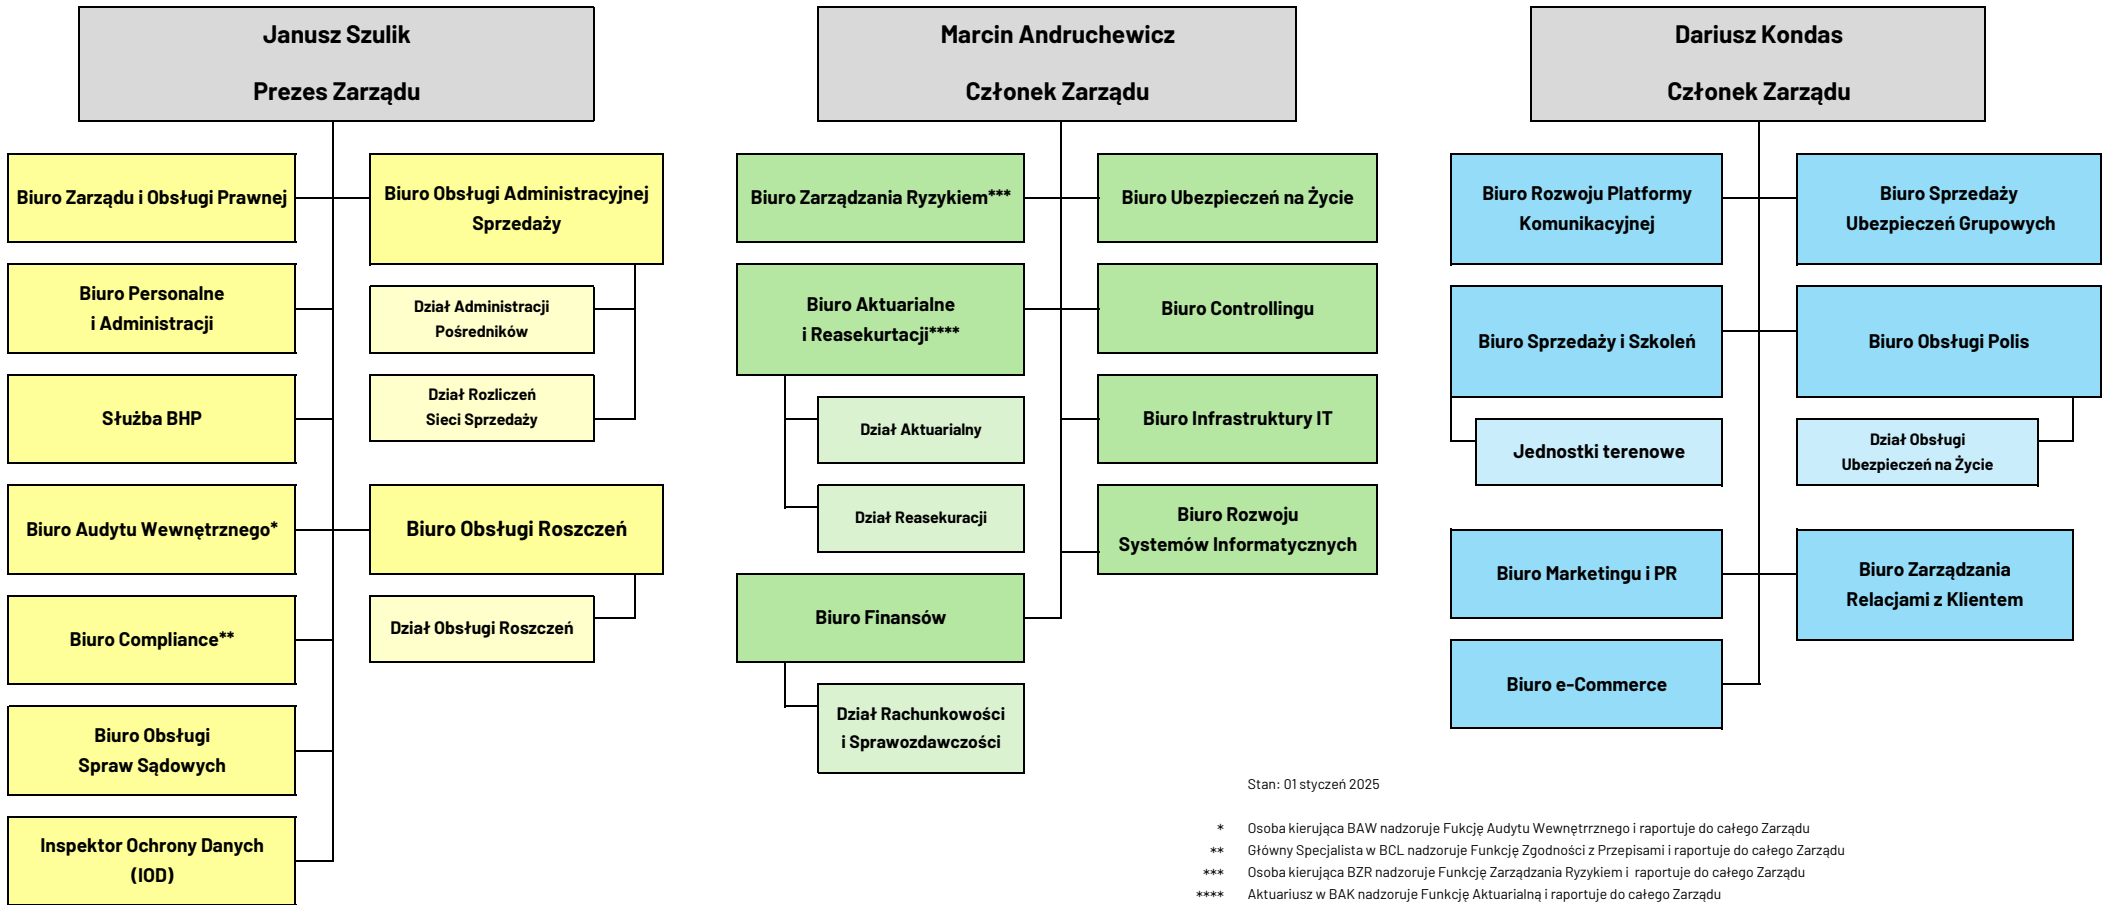 Janusz Szulik
Prezes Zarządu
Biuro Zarządu i Obsługi Prawnej
Biuro Obsługi Administracyjnej
Sprzedaży
Biuro Personalne
i Administracji
Dział Administracji
Pośredników
Służba BHP
Dział Rozliczeń
Sieci Sprzedaży
Biuro Audytu Wewnętrznego*
Biuro Obsługi Roszczeń
Biuro Compliance**
Dział Obsługi Roszczeń
Biuro Obsługi
Spraw Sądowych
Inspektor Ochrony Danych
(IOD)
Marcin Andruchewicz
Członek Zarządu
Biuro Zarządzania Ryzykiem***
Biuro Ubezpieczeń na Życie
Biuro Aktuarialne
i Reasekurtacji****
Biuro Controllingu
Dział Aktuarialny
Biuro Infrastruktury IT
Dział Reasekuracji
Biuro Rozwoju
Systemów Informatycznych
Biuro Finansów
Dział Rachunkowości
i Sprawozdawczości
Dariusz Kondas
Członek Zarządu
Biuro Rozwoju Platformy
Komunikacyjnej
Biuro Sprzedaży
Ubezpieczeń Grupowych
Biuro Sprzedaży i Szkoleń
Biuro Obsługi Polis
Jednostki terenowe
Dział Obsługi
Ubezpieczeń na Życie
Biuro Marketingu i PR
Biuro Zarządzania
Relacjami z Klientem
Biuro e-Commerce
Stan: 01 styczeń 2025
* Osoba kierująca BAW nadzoruje Fukcję Audytu Wewnętrrznego i raportuje do całego Zarządu
** Główny Specjalista w BCL nadzoruje Funkcję Zgodności z Przepisami i raportuje do całego Zarządu
*** Osoba kierująca BZR nadzoruje Funkcję Zarządzania Ryzykiem i raportuje do całego Zarządu
**** Aktuariusz w BAK nadzoruje Funkcję Aktuarialną i raportuje do całego Zarządu